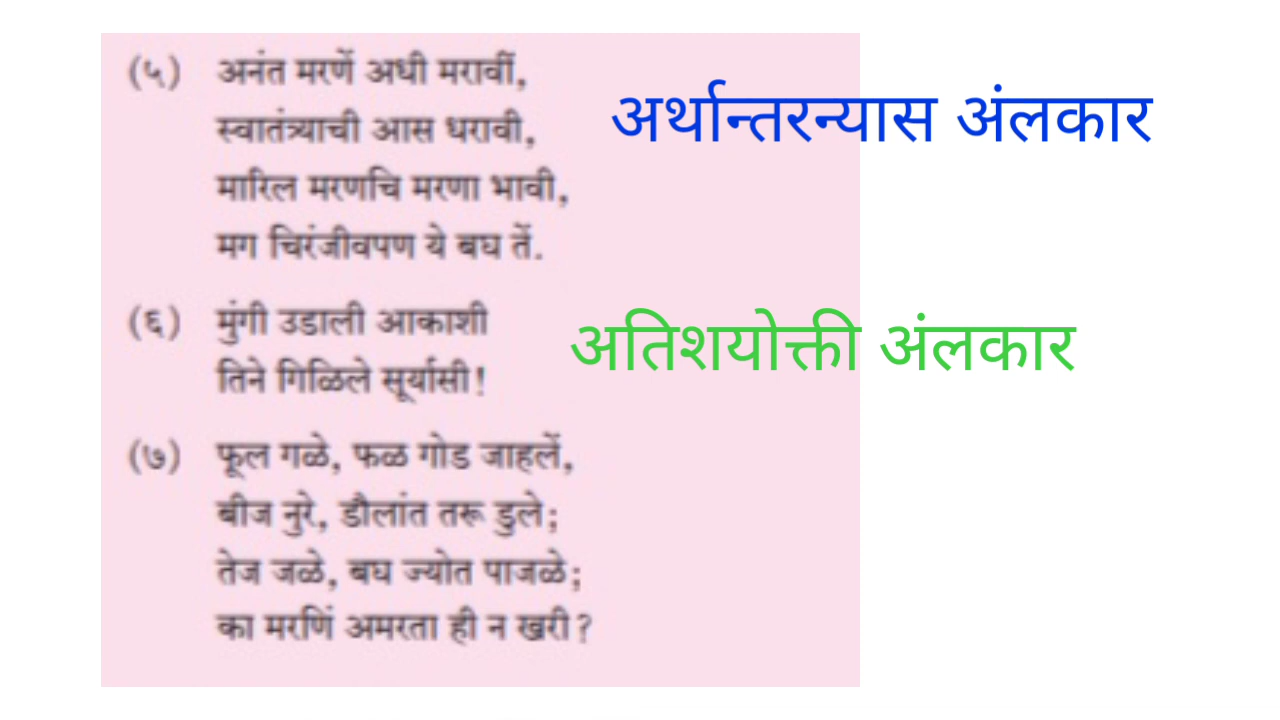 (५) अनंत मरणें अधी मरावीं,
स्वातंत्र्याची आस धरावी,
मारिल मरणचि मरणा भावी,
मग चिरंजीवपण ये बघ तें.
अर्थान्तरन्यास अंलकार
(६) मुंगी उडाली आकाशी
तिने गिळिले सूर्यासी!
अतिशयोक्ती अंलकार
(७) फूल गळे, फळ गोड जाहलें,
बीज नुरे, डौलांत तरू डुले;
तेज जळे, बघ ज्योत पाजळे;
का मरणिं अमरता ही न खरी?